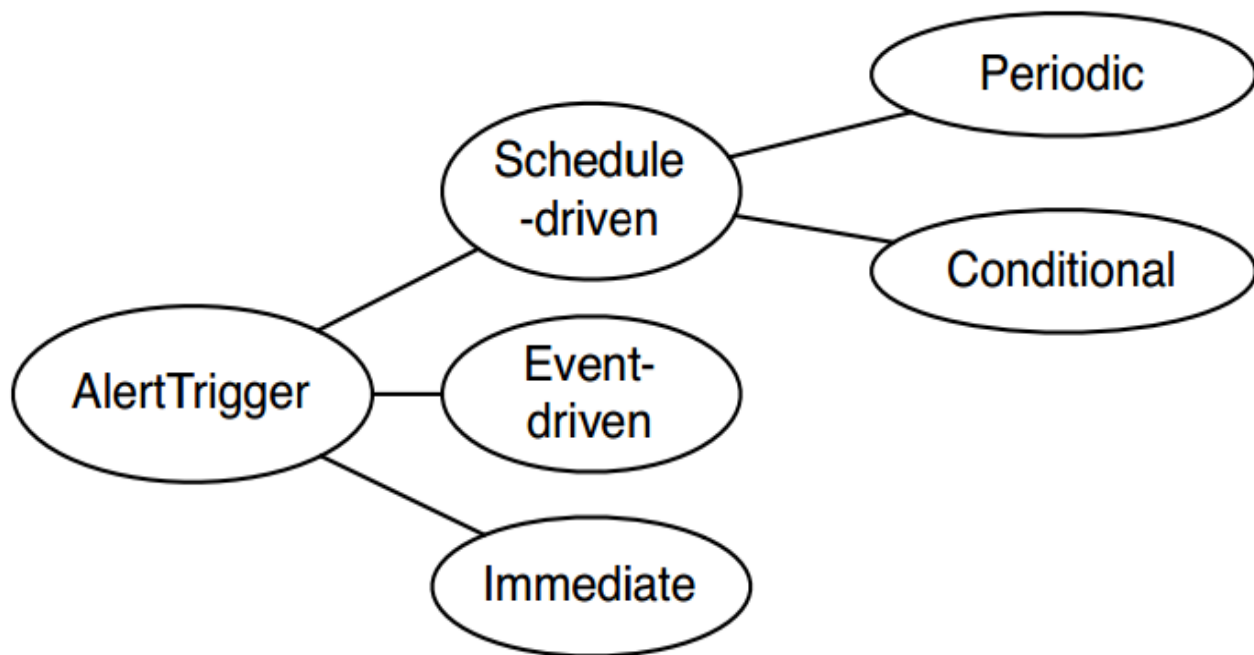 Periodic
Schedule
-driven
Conditional
Event-
driven
AlertTrigger
Immediate